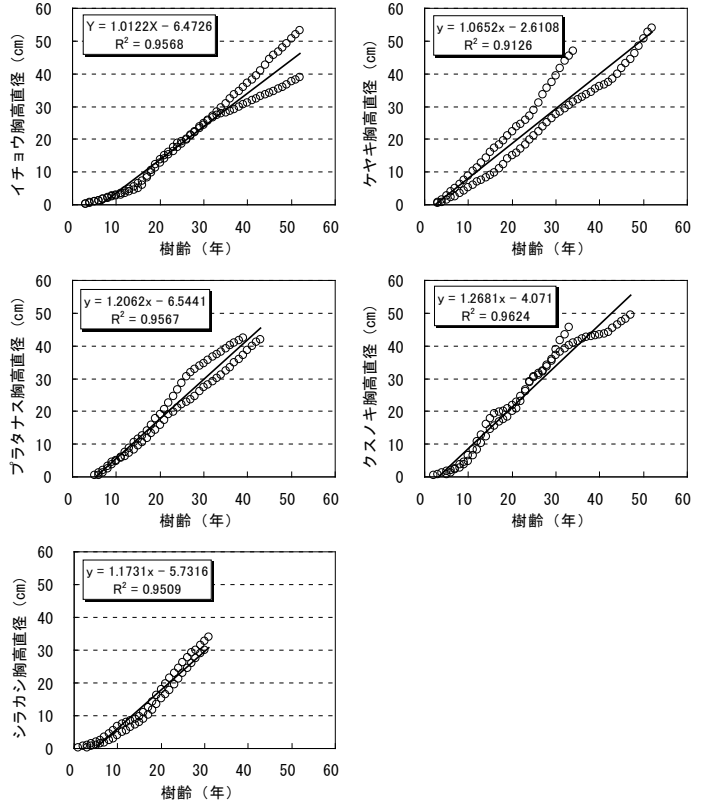 60
50
40
30
20
10
0
イチョウ胸高直径（cm）
Y = 1.0122X − 6.4726
R² = 0.9568
0 10 20 30 40 50 60
樹齢（年）
60
50
40
30
20
10
0
ケヤキ胸高直径（cm）
y = 1.0652x − 2.6108
R² = 0.9126
0 10 20 30 40 50 60
樹齢（年）
60
50
40
30
20
10
0
プラタナス胸高直径（cm）
y = 1.2062x − 6.5441
R² = 0.9567
0 10 20 30 40 50 60
樹齢（年）
60
50
40
30
20
10
0
クスノキ胸高直径（cm）
y = 1.2681x − 4.071
R² = 0.9624
0 10 20 30 40 50 60
樹齢（年）
60
50
40
30
20
10
0
シラカシ胸高直径（cm）
y = 1.1731x − 5.7316
R² = 0.9509
0 10 20 30 40 50 60
樹齢（年）